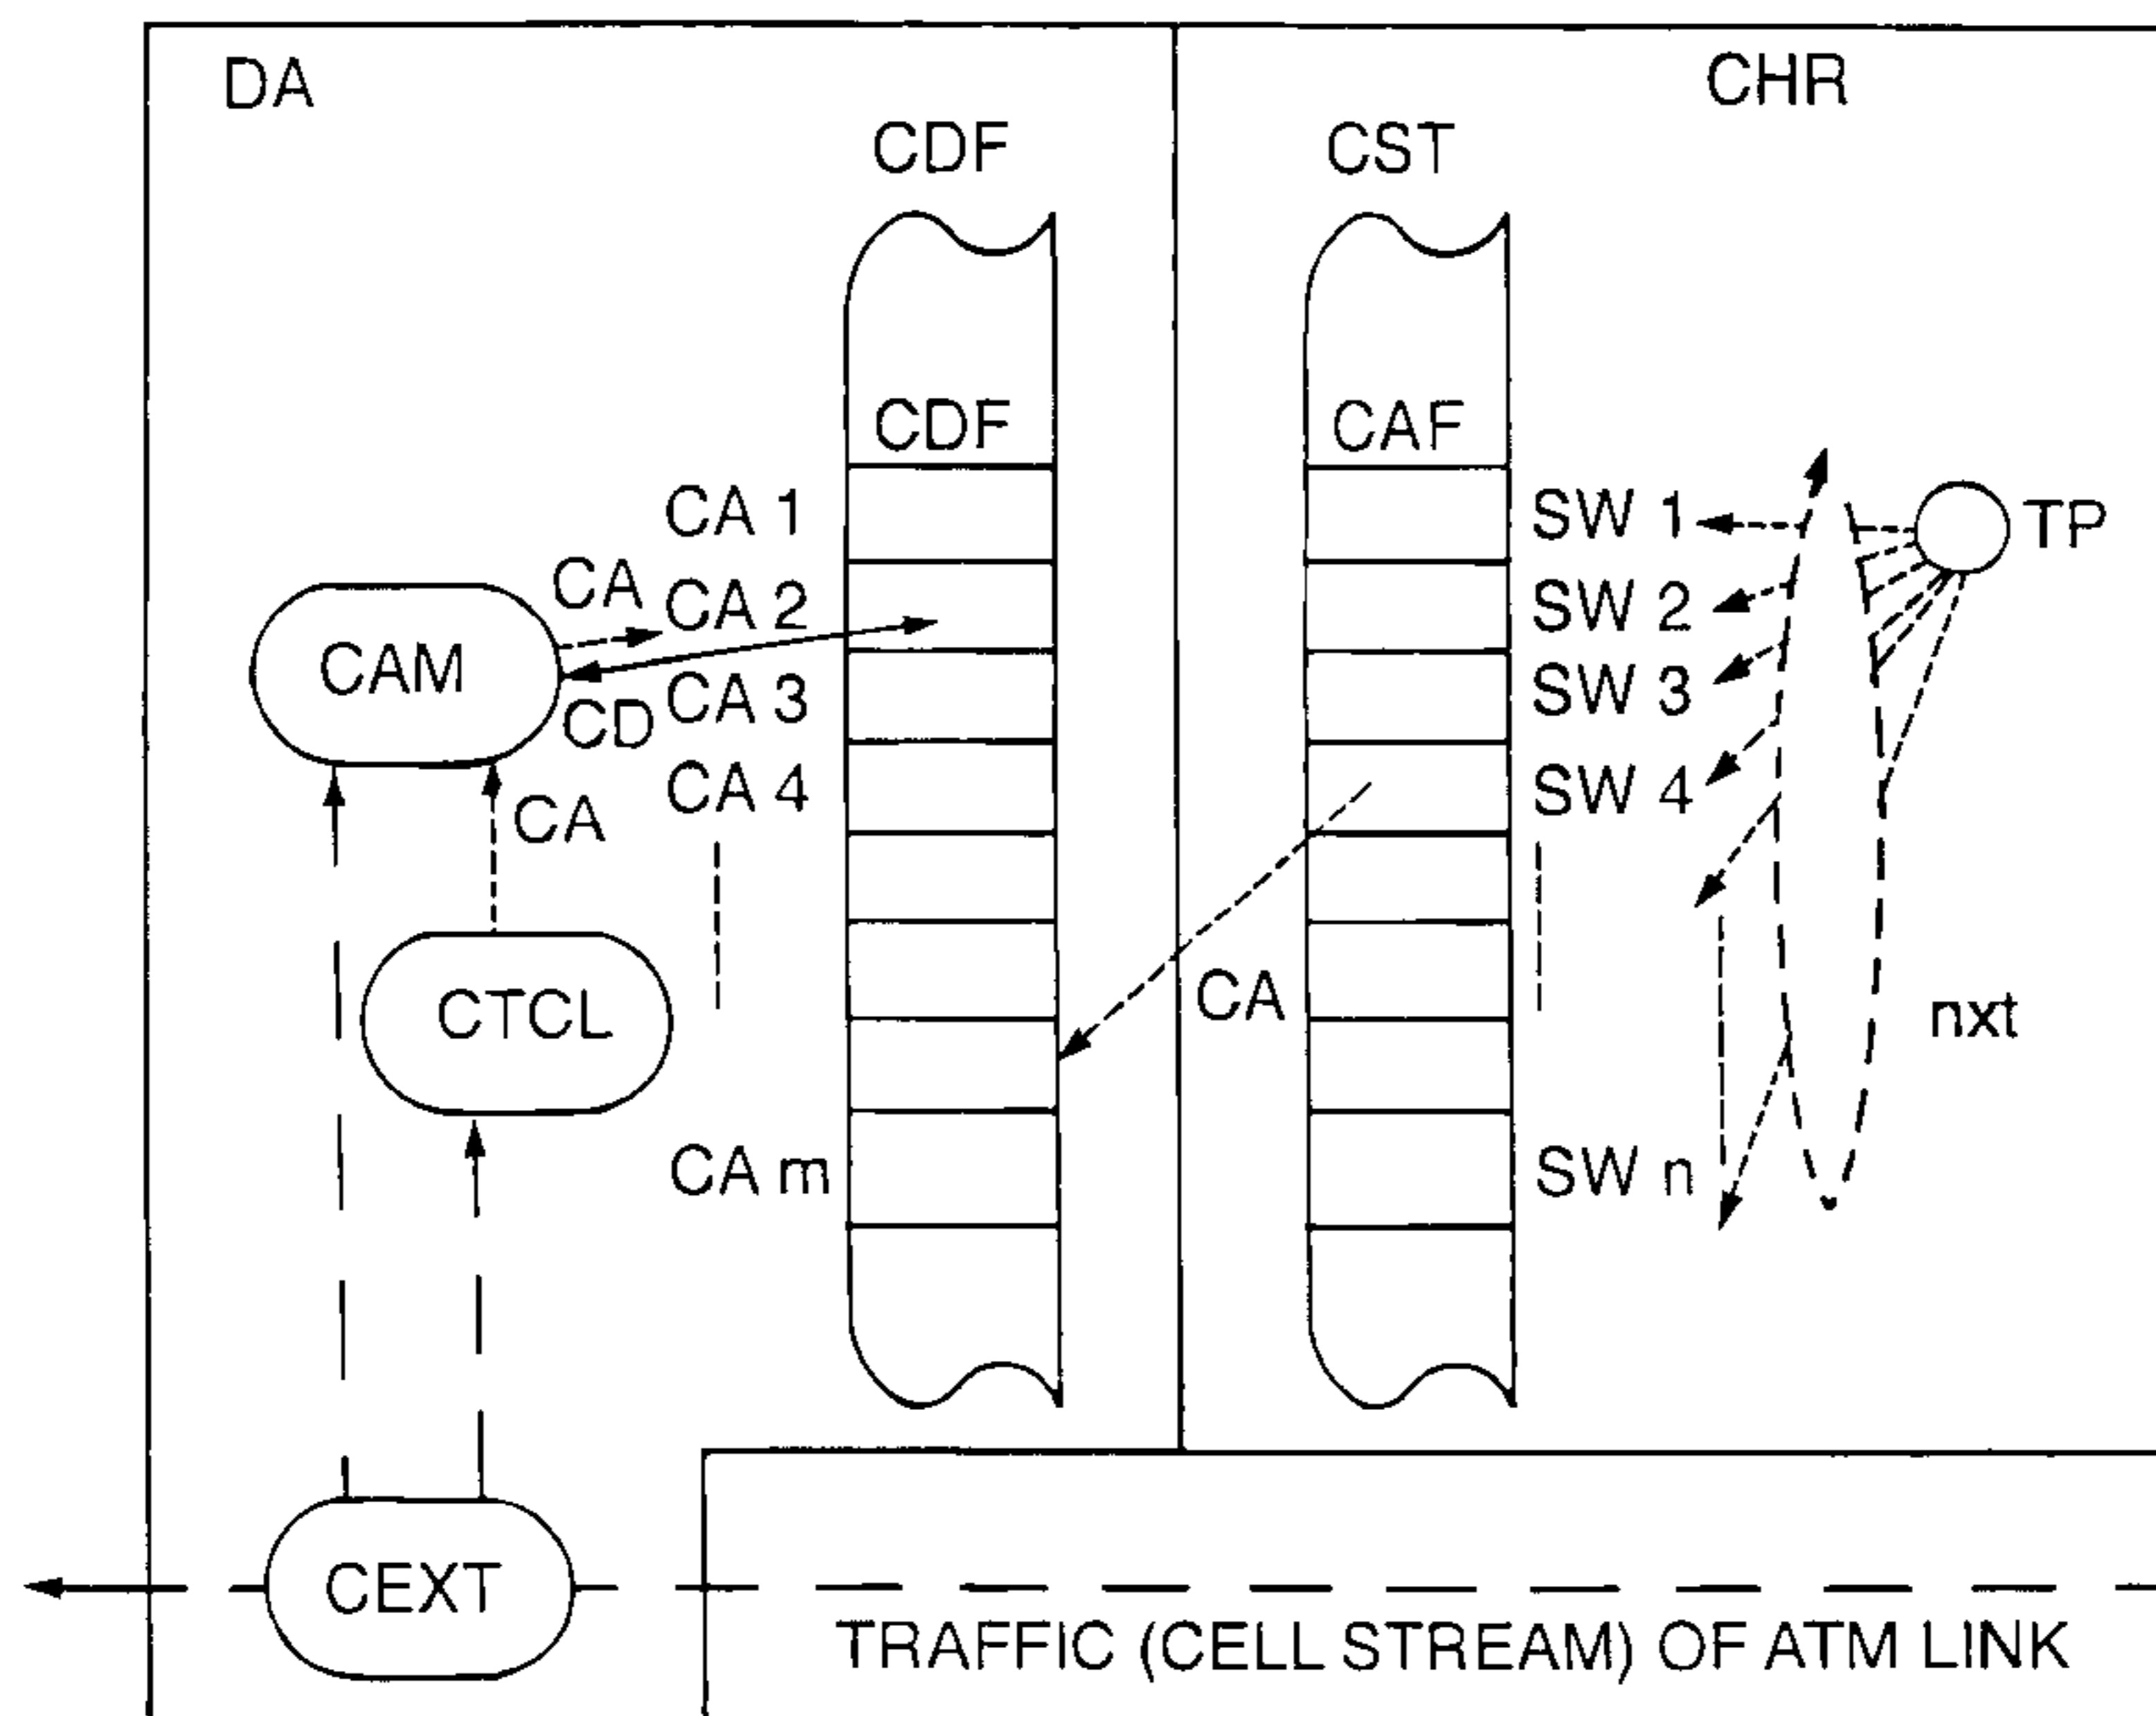 DA
CHR
CDF
CST
CDF
CAF
CA 1
SW 1
TP
CA
CA 2
SW 2
CAM
CD
CA 3
SW 3
CA
CA 4
SW 4
CTCL
CA
nxt
CA m
SW n
CEXT
TRAFFIC (CELL STREAM) OF ATM LINK